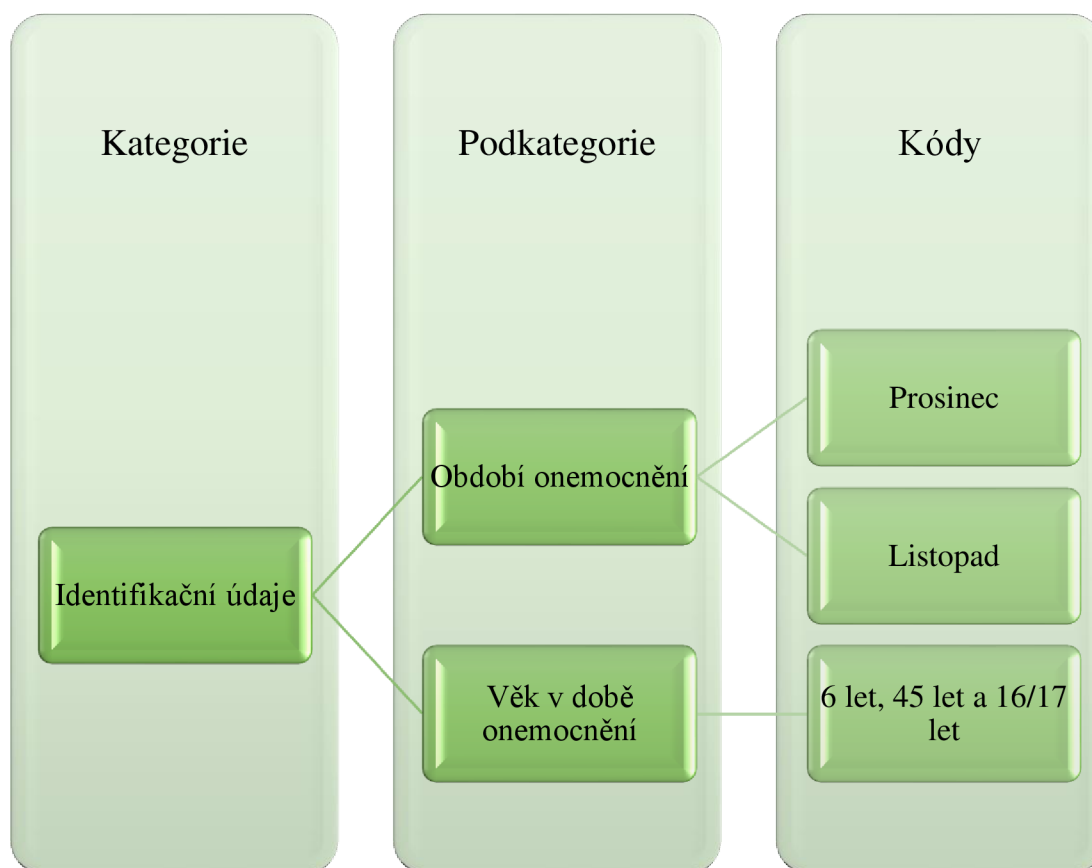 Kategorie
Podkategorie
Kódy
Identifikační údaje
Období onemocnění
Věk v době
onemocnění
Prosinec
Listopad
6 let, 45 let a 16/17
let